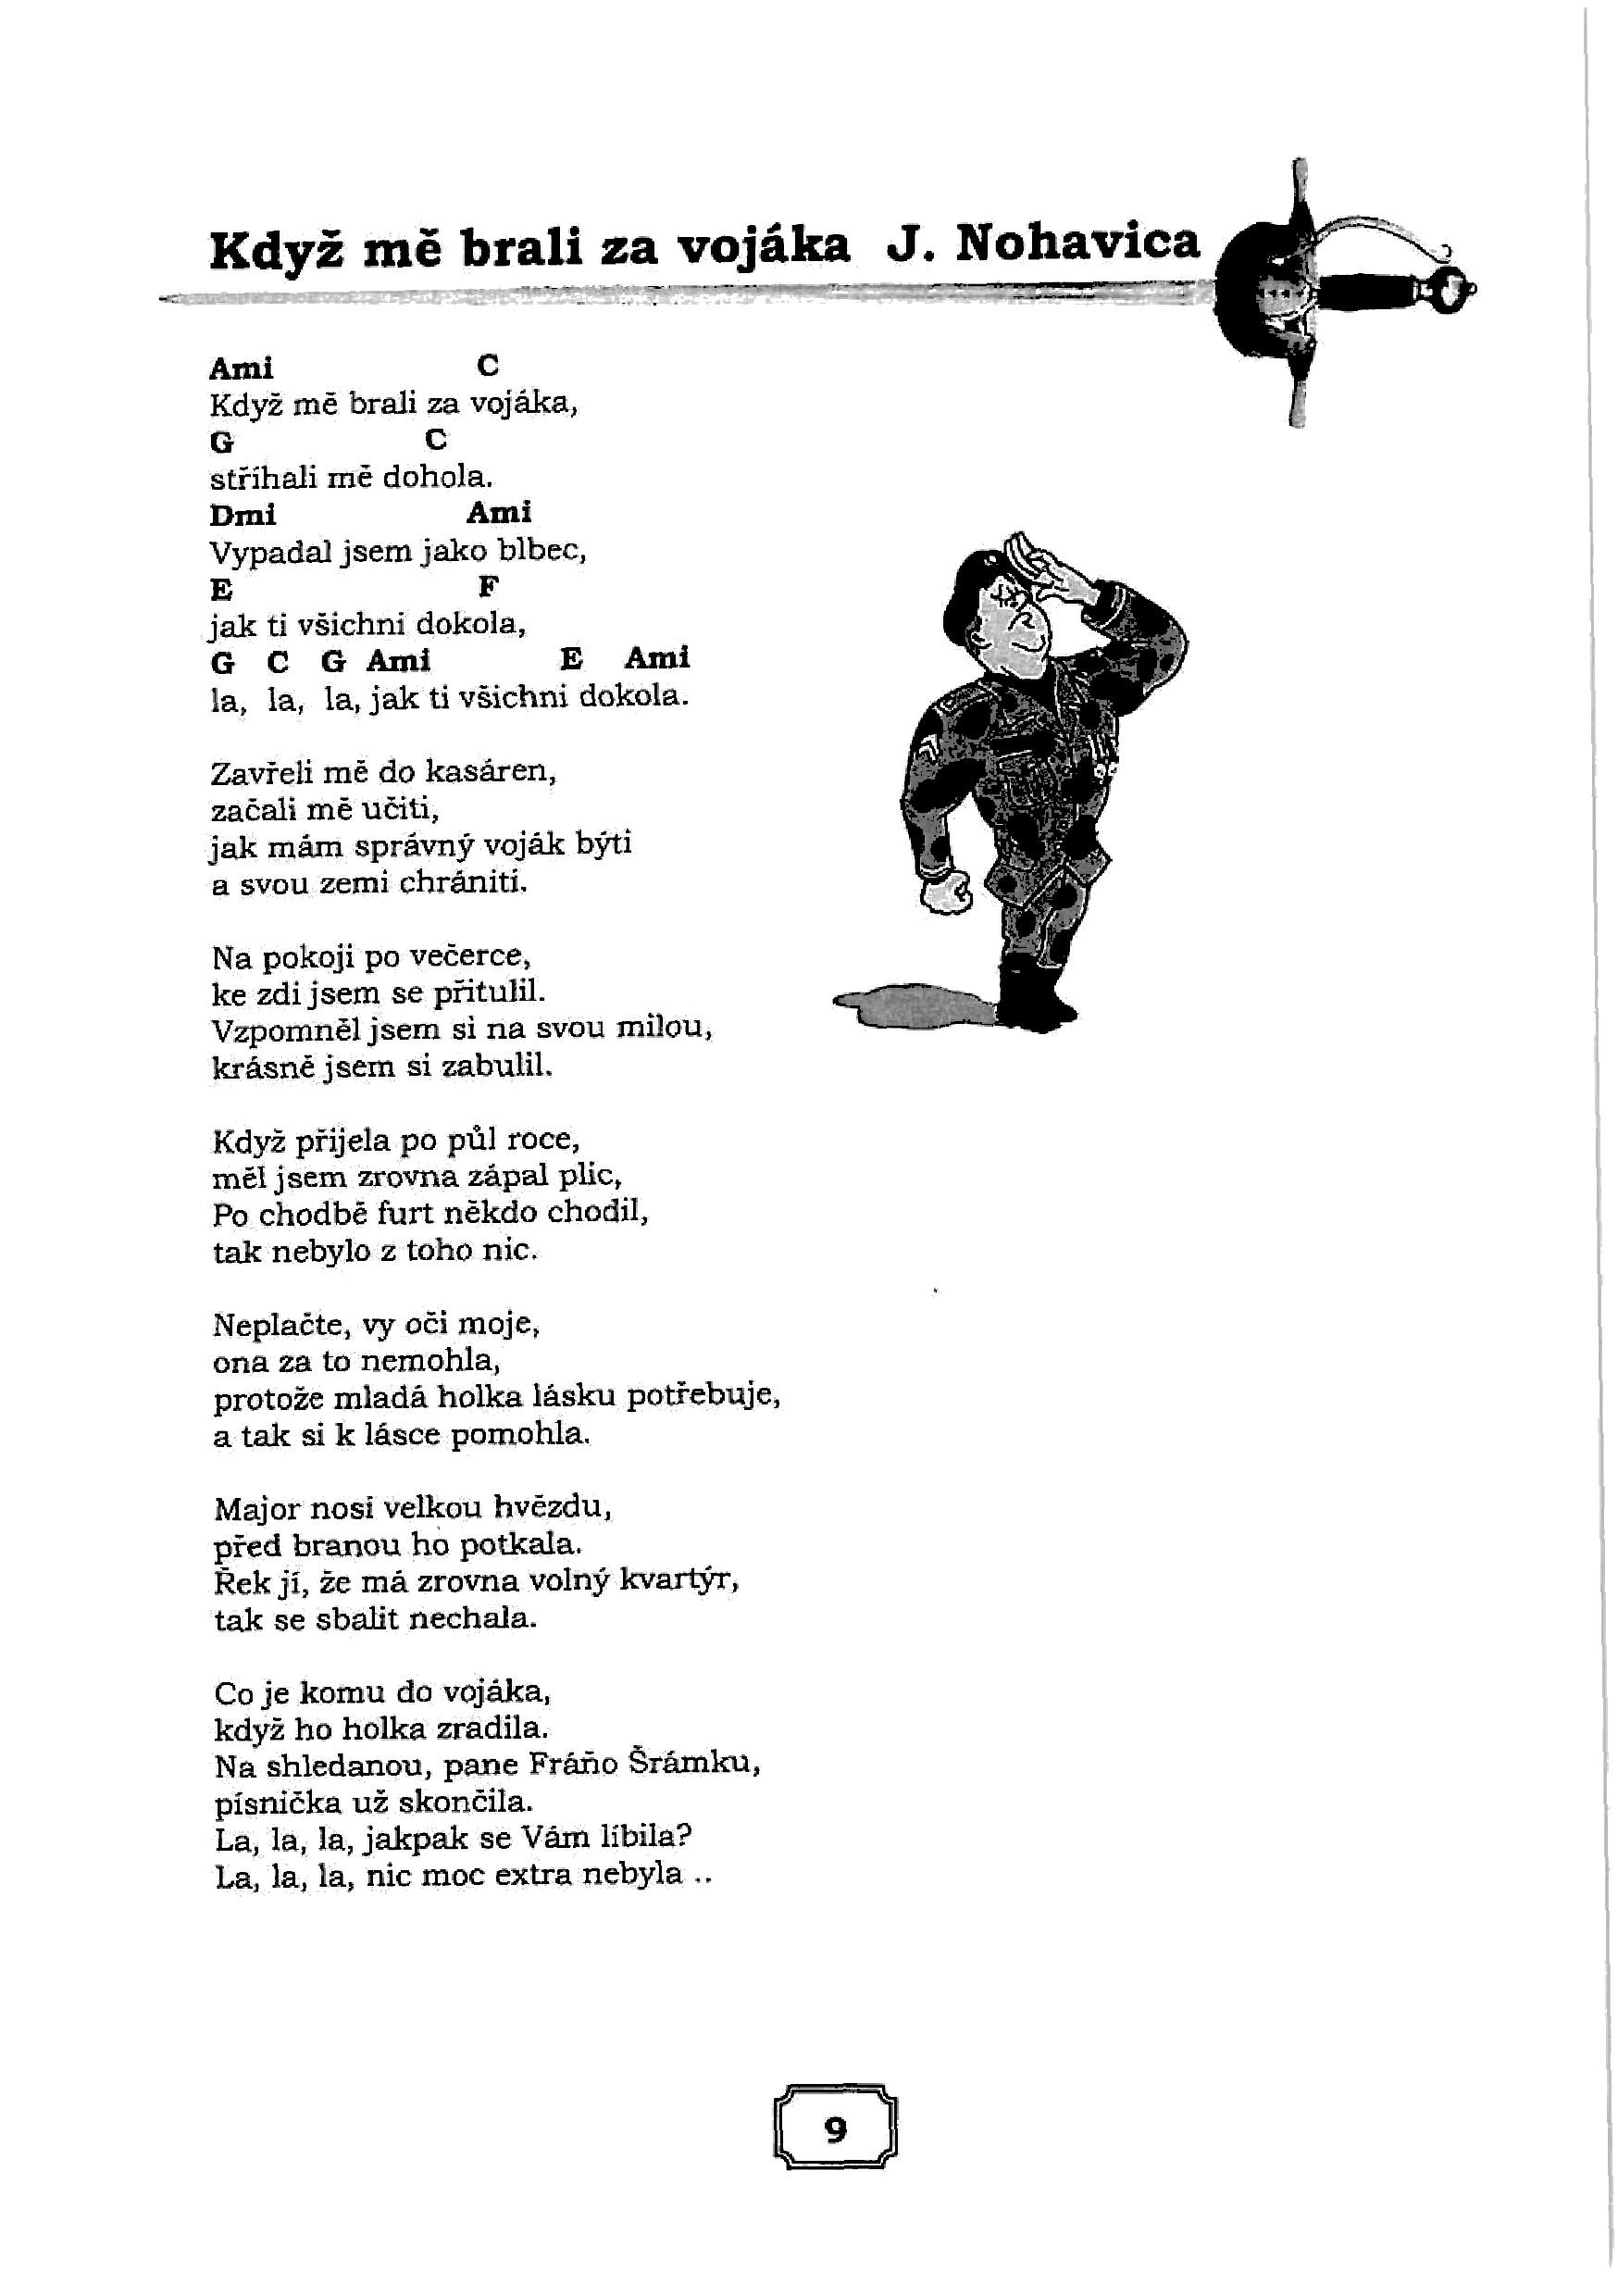 Když mě brali za vojáka J. Nohavica
Ami C
Když mě brali za vojáka,
G C
stříhali mě dohola.
Dmi Ami
Vypadal jsem jako blbec,
E F
jak ti všichni dokola,
G C G Ami E Ami
la, la, la, jak ti všichni dokola.
Zavřeli mě do kasáren,
začali mě učiti,
jak mám správný voják býti
a svou zemi chrániti.
Na pokoji po večerce,
ke zdi jsem se přitulil.
Vzpomněl jsem si na svou milou,
krásně jsem si zabulil.
Když přijela po půl roce,
měl jsem zrovna zápal plic,
Po chodbě furt někdo chodil,
tak nebylo z toho nic.
Neplačte, vy oči moje,
ona za to nemohla,
protože mladá holka lásku potřebuje,
a tak si k lásce pomohla.
Major nosí velkou hvězdu,
před branou ho potkala.
Řek jí, že má zrovna volný kvartýr,
tak se sbalit nechala.
Co je komu do vojáka,
když ho holka zradila.
Na shledanou, pane Fráňo Šrámku,
písnička už skončila.
La, la, la, jakpak se Vám líbila?
La, la, la, nic moc extra nebyla ..
9